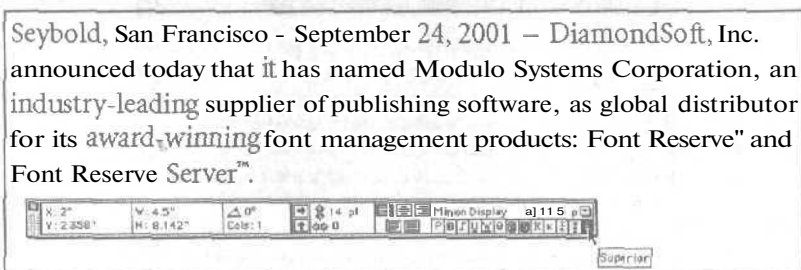 Seybold, San Francisco - September 24, 2001 – DiamondSoft, Inc.
announced today that it has named Modulo Systems Corporation, an
industry-leading supplier of publishing software, as global distributor
for its award-winning font management products: Font Reserve" and
Font Reserve Server™.
X: 2" W: 4.5" 0° 14 pt Minion Display a] 11.5 p
Y: 2.358" H: 8.142" Cols: 1 0 P B I U W O S K K
Superior